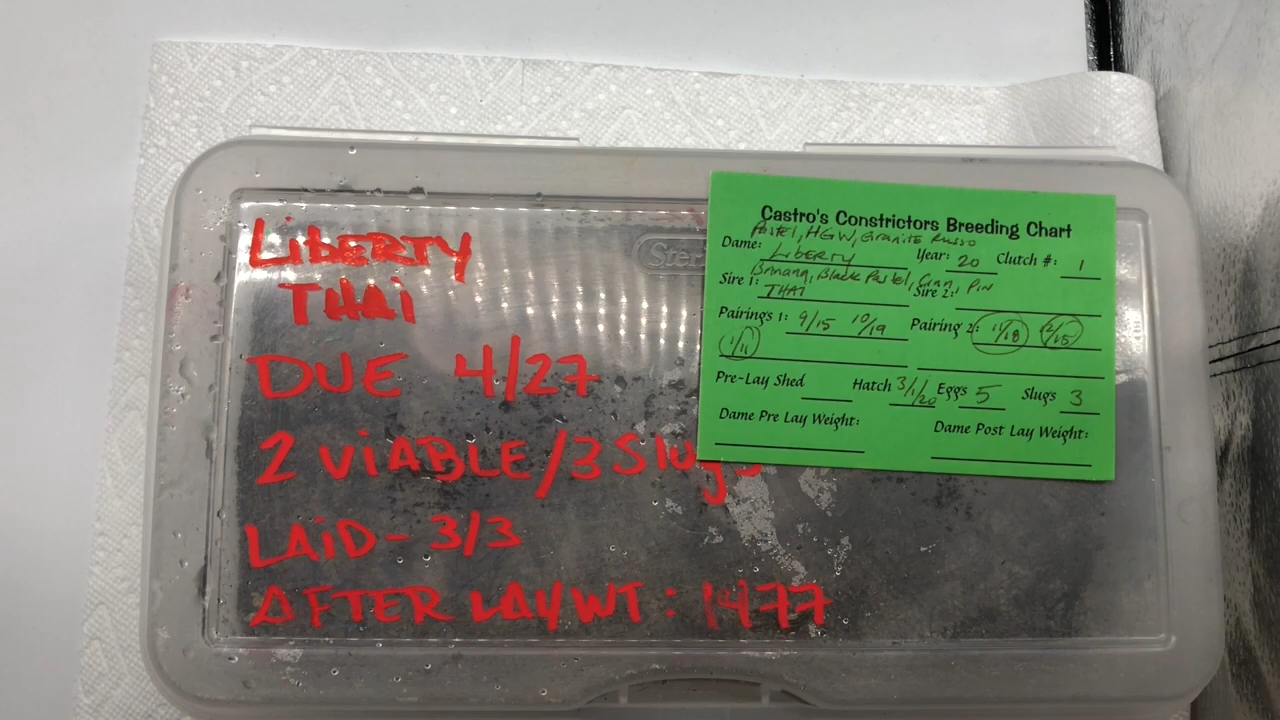 LiBERTY
THAi
DUE 4/27
2 ViABLE/3 Slugs
LAiD- 3/3
AFTER LAY WT: 1477
Ster
Castro's Constrictors Breeding Chart
Pastel, HGW, Granite Russo
Dame: LiBERTY Year: 20 Clutch #: 1
Banana, Black Pastel, Cinn, Pin
Sire 1: THAI Sire 2:
Pairings 1: 9/15 10/19 Pairing 2: 11/18
1/11
Pre-Lay Shed Hatch 3/1/20 Eggs 5 Slugs 3
Dame Pre Lay Weight: Dame Post Lay Weight: